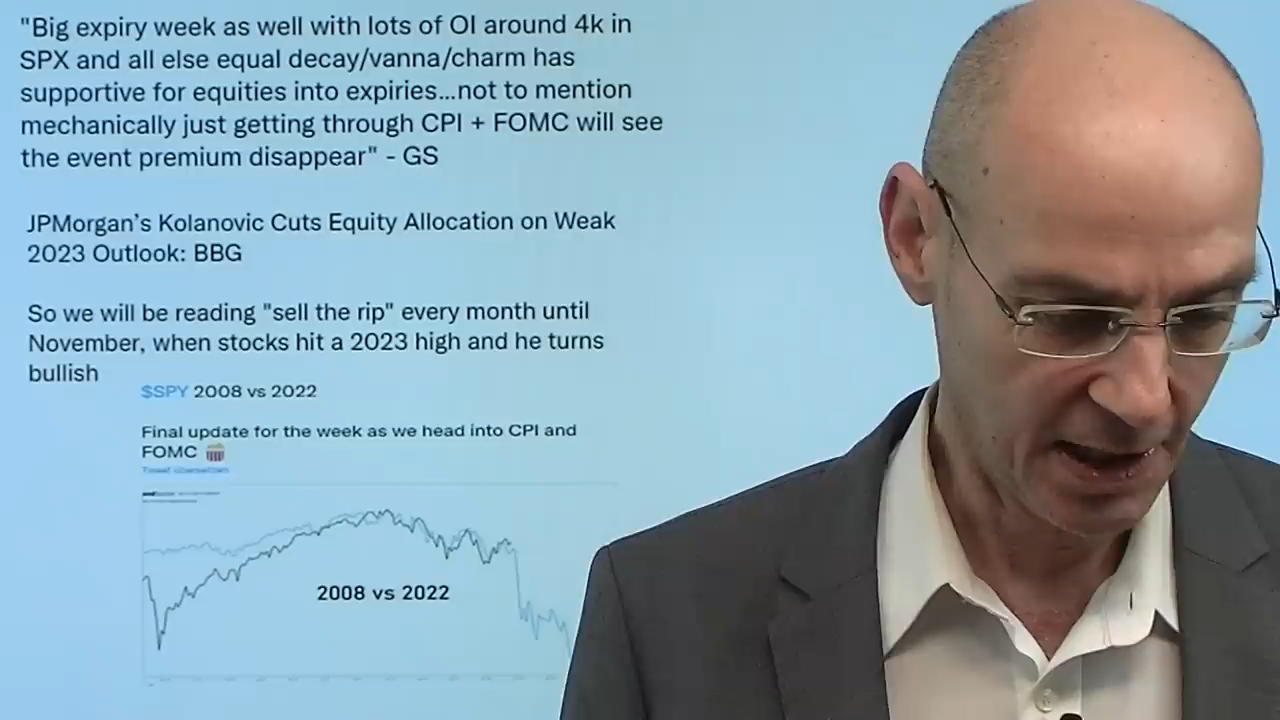 "Big expiry week as well with lots of OI around 4k in
SPX and all else equal decay/vanna/charm has
supportive for equities into expiries...not to mention
mechanically just getting through CPI + FOMC will see
the event premium disappear" - GS
JPMorgan's Kolanovic Cuts Equity Allocation on Weak
2023 Outlook: BBG
So we will be reading "sell the rip" every month until
November, when stocks hit a 2023 high and he turns
bullish
$SPY 2008 vs 2022
Final update for the week as we head into CPI and
FOMC 🍿
Tweet übersetzen
2008 vs 2022